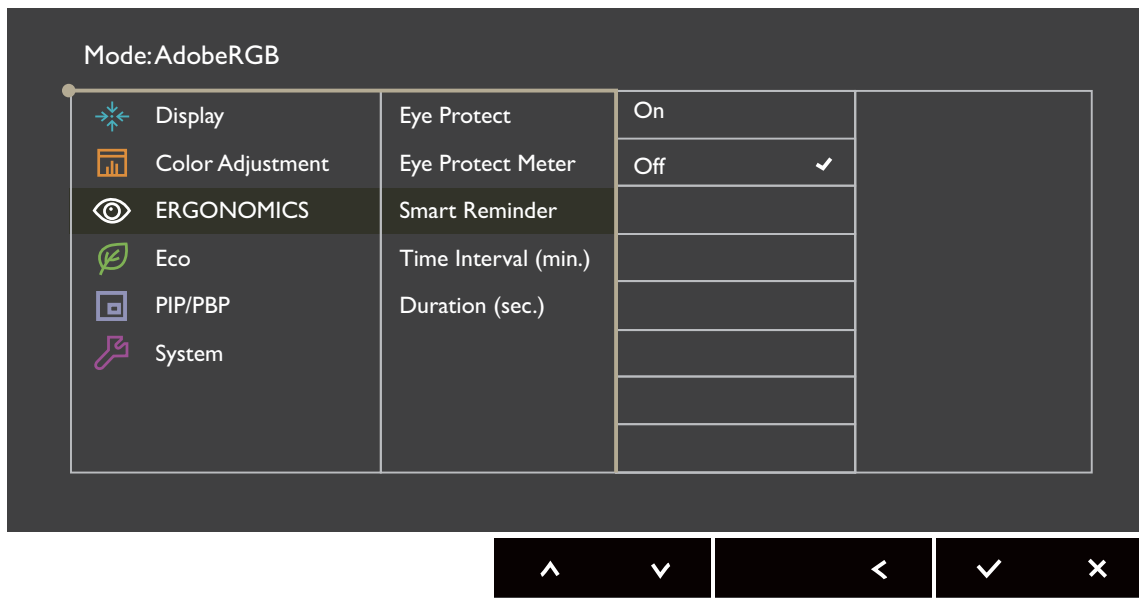 Mode: AdobeRGB
Display
Color Adjustment
ERGONOMICS
Eco
PIP/PBP
System
Eye Protect
Eye Protect Meter
Smart Reminder
Time Interval (min.)
Duration (sec.)
On
Off